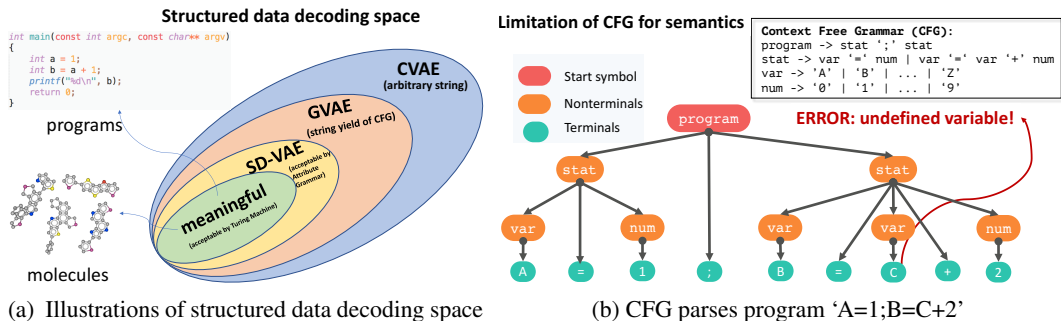 Structured data decoding space
int main(const int argc, const char** argv)
{
int a = 1;
int b = a + 1;
printf("%d\n", b);
return 0;
}
programs
molecules
CVAE
(arbitrary string)
GVAE
(string yield of CFG)
SD-VAE
(acceptable by
Attribute
Grammar)
meaningful
(acceptable by Turing Machine)
(a) Illustrations of structured data decoding space
Limitation of CFG for semantics
Context Free Grammar (CFG):
program -> stat ‘;’ stat
stat -> var ‘=’ num | var ‘=’ var ‘+’ num
var -> ‘A’ | ‘B’ | ... | ‘Z’
num -> ‘0’ | ‘1’ | ... | ‘9’
Start symbol
Nonterminals
Terminals
ERROR: undefined variable!
program
stat
stat
var
num
var
var
num
A
=
1
;
B
=
C
+
2
(b) CFG parses program ‘A=1;B=C+2’